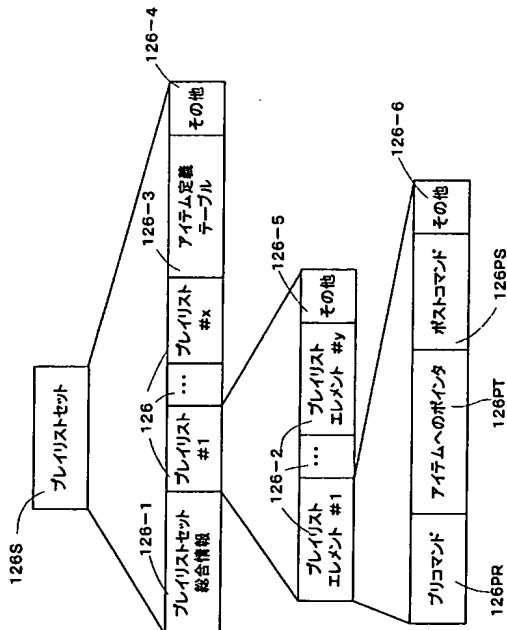 126S
プレイリストセット
126-1
126
126-3
126-4
プレイリストセット
総合情報
プレイリスト
#1
...
プレイリスト
#x
アイテム定義
テーブル
その他
126-2
126-5
プレイリスト
エレメント #1
...
プレイリスト
エレメント #y
その他
126-6
プリコマンド
アイテムへのポインタ
ポストコマンド
その他
126PR
126PT
126PS